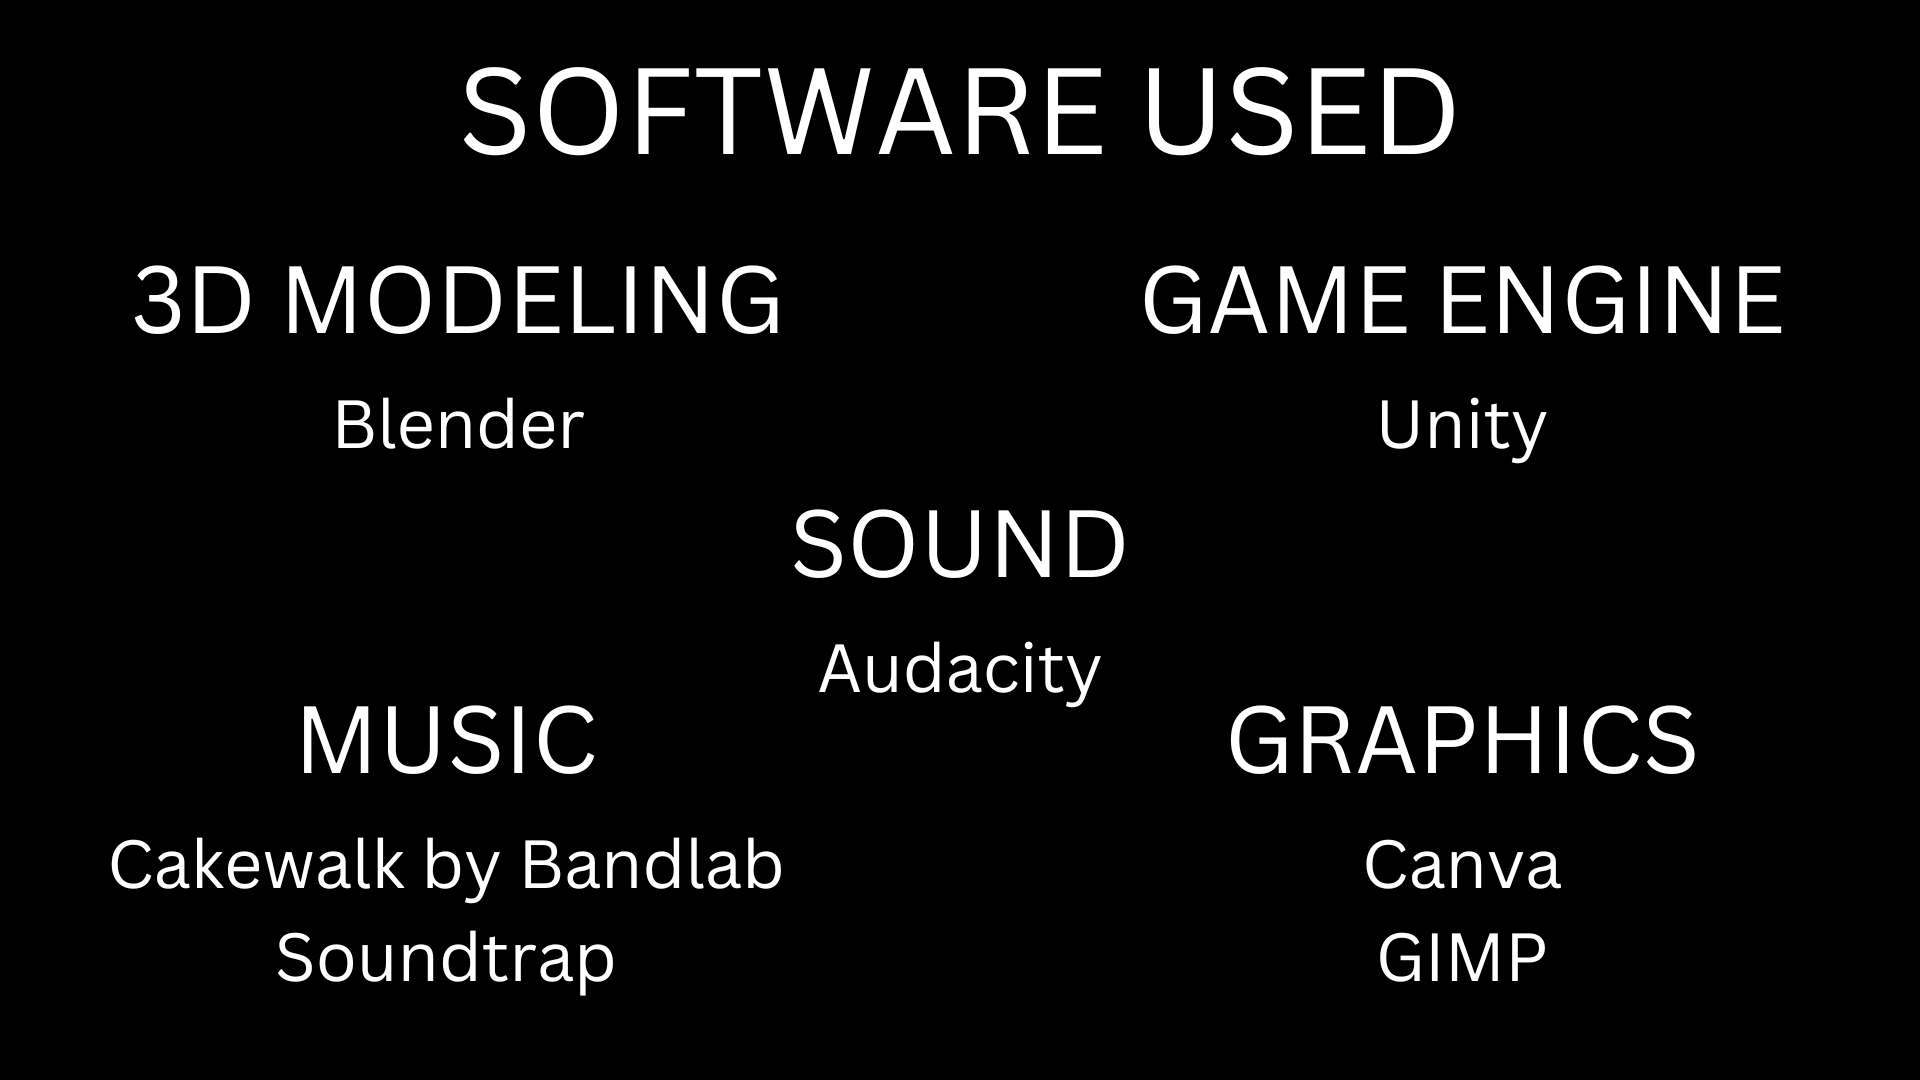 SOFTWARE USED
3D MODELING
Blender
GAME ENGINE
Unity
SOUND
Audacity
MUSIC
Cakewalk by Bandlab
Soundtrap
GRAPHICS
Canva
GIMP